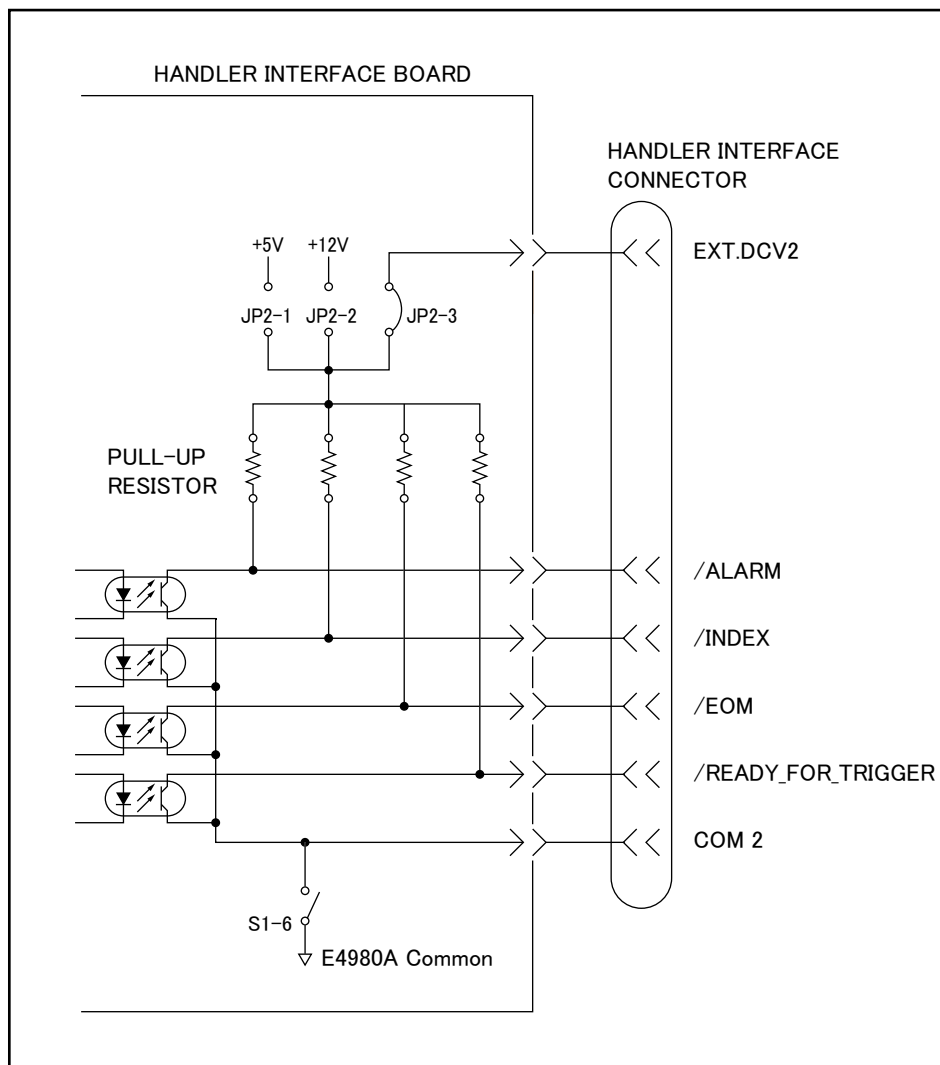 HANDLER INTERFACE BOARD
HANDLER INTERFACE
CONNECTOR
+5V
+12V
EXT.DCV2
JP2-1
JP2-2
JP2-3
PULL-UP
RESISTOR
/ALARM
/INDEX
/EOM
/READY_FOR_TRIGGER
COM 2
S1-6
E4980A Common